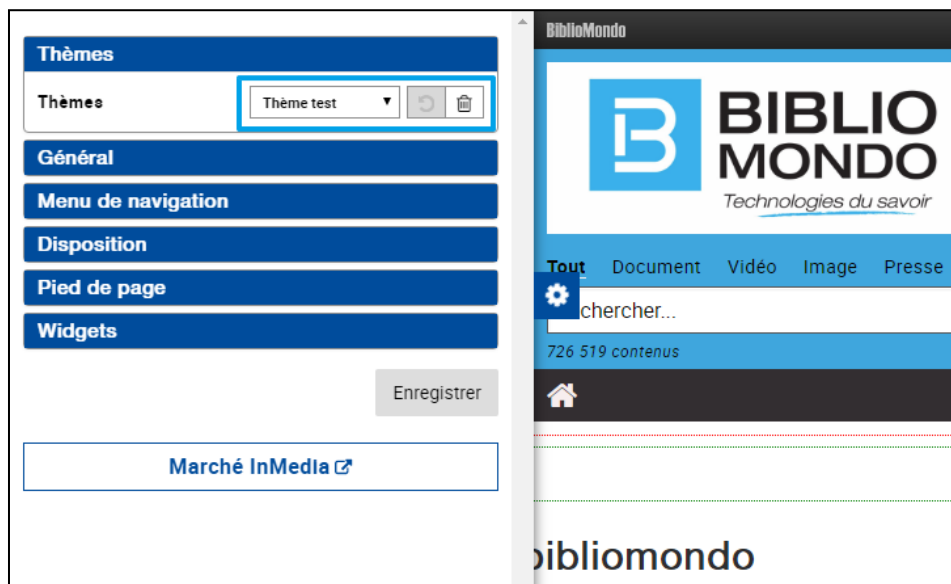 Thèmes
Thèmes
Thème test
Général
Menu de navigation
Disposition
Pied de page
Widgets
Enregistrer
Marché InMedia
BiblioMondo
BIBLIO
MONDO
Technologies du savoir
Tout Document Vidéo Image Presse
chercher...
726 519 contenus
bibliomondo